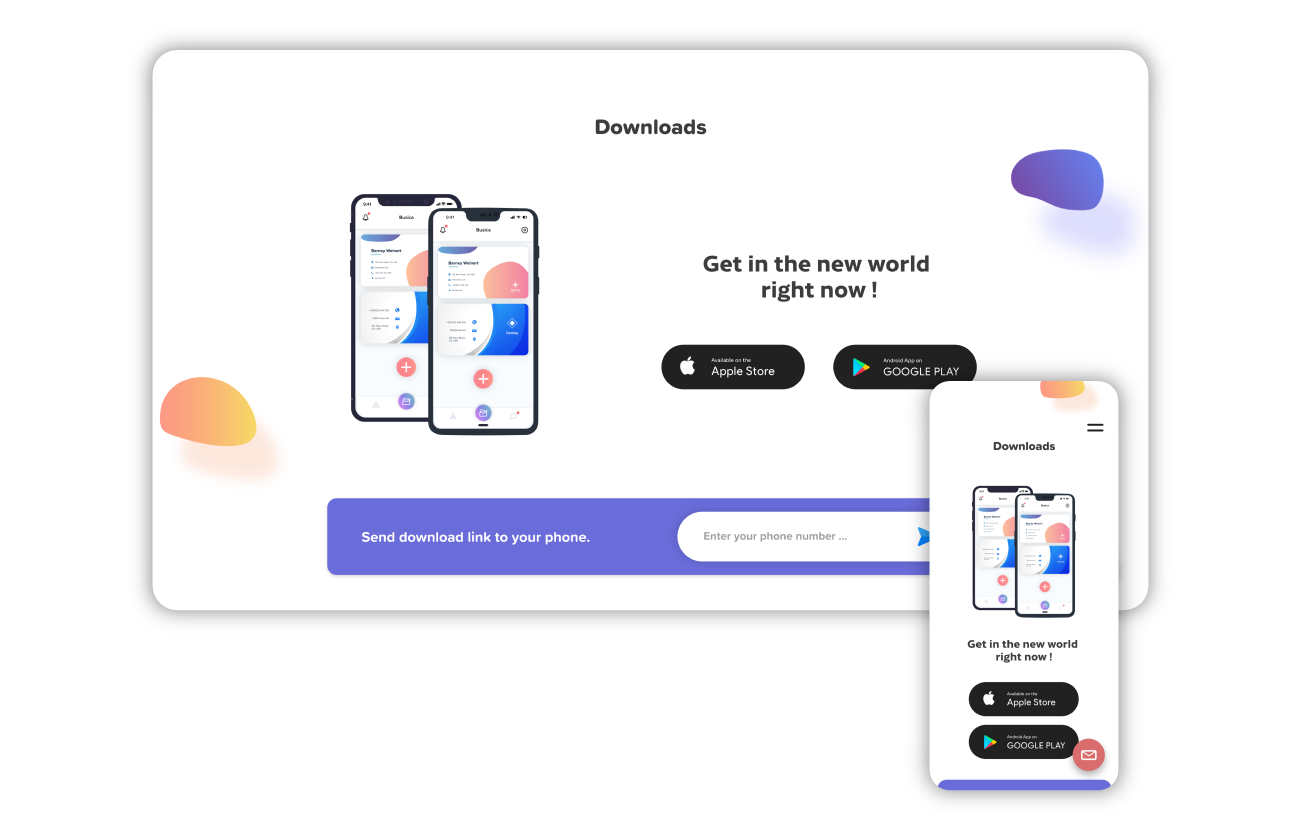 Downloads
9:41
Busica
Barney Weinert
9:41
Busica
Barney Weinert
Get in the new world
right now !
Available on the
Apple Store
Android App on
GOOGLE PLAY
Send download link to your phone.
Enter your phone number ...
Downloads
Busica
Busica
Get in the new world
right now !
Available on the
Apple Store
Android App on
GOOGLE PLAY